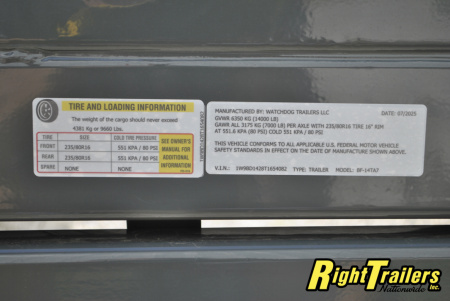 TIRE AND LOADING INFORMATION
The weight of the cargo should never exceed
4381 Kg or 9660 Lbs.
TIRE SIZE COLD TIRE PRESSURE
FRONT 235/80R16 551 KPA / 80 PSI
REAR 235/80R16 551 KPA / 80 PSI
SPARE NONE NONE
SEE OWNER'S
MANUAL FOR
ADDITIONAL
INFORMATION
MANUFACTURED BY: WATCHDOG TRAILERS LLC DATE: 07/2025
GVWR 6350 KG (14000 LB)
GAWR ALL 3175 KG (7000 LB) PER AXLE WITH 235/80R16 TIRE 16" RIM
AT 551.6 KPA (80 PSI) COLD 551 KPA / 80 PSI
THIS VEHICLE CONFORMS TO ALL APPLICABLE U.S. FEDERAL MOTOR VEHICLE
SAFETY STANDARDS IN EFFECT ON THE DATE OF MANUFACTURE SHOWN ABOVE.
V.I.N.: TYPE: TRAILER MODEL: BF-14TA7
RightTrailers
Nationwide Inc.